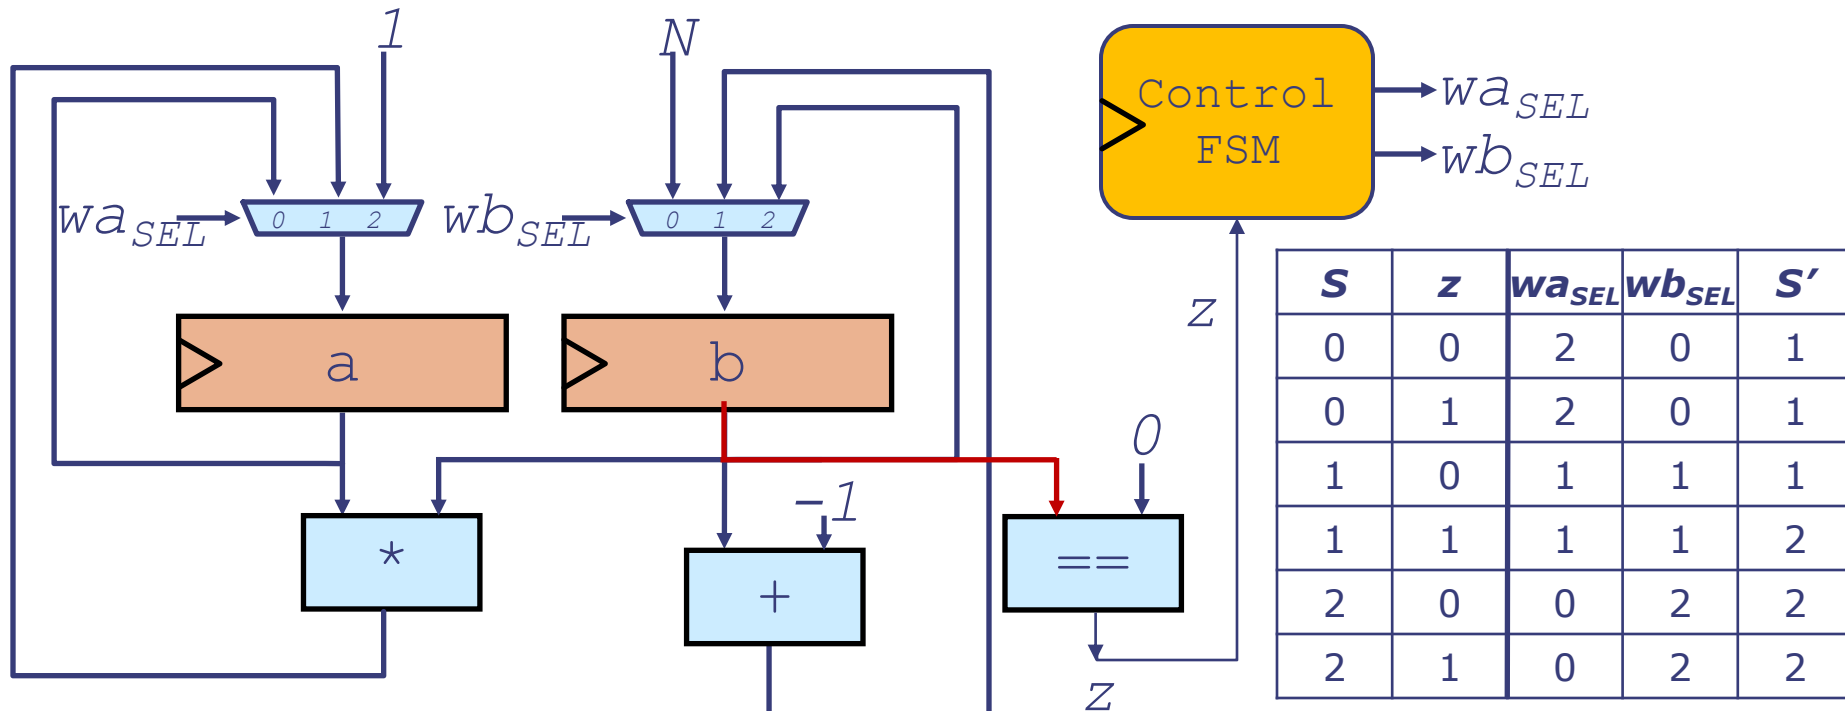 1
N
Control
FSM
wa_SEL
wb_SEL
wa_SEL
0 1 2
wb_SEL
0 1 2
a
b
z
0
-1
*
+
==
z
S z wa_SEL wb_SEL S′
0 0 2 0 1
0 1 2 0 1
1 0 1 1 1
1 1 1 1 2
2 0 0 2 2
2 1 0 2 2